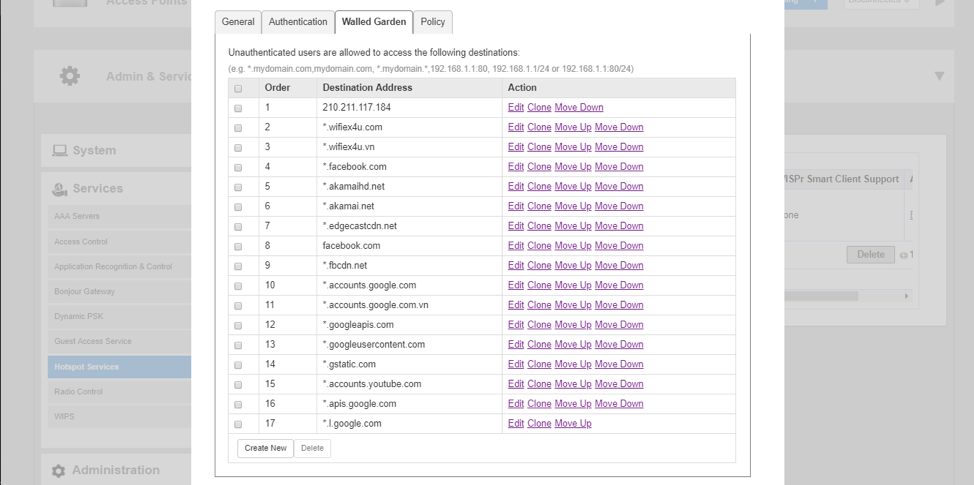 Access Points
General Authentication Walled Garden Policy
Unauthenticated users are allowed to access the following destinations:
(e.g. *.mydomain.com,mydomain.com, *.mydomain.*,192.168.1.1:80, 192.168.1.1/24 or 192.168.1.1:80/24)
Order Destination Address Action
1 210.211.117.184 Edit Clone Move Down
2 *.wifiex4u.com Edit Clone Move Up Move Down
3 *.wifiex4u.vn Edit Clone Move Up Move Down
4 *.facebook.com Edit Clone Move Up Move Down
5 *.akamaihd.net Edit Clone Move Up Move Down
6 *.akamai.net Edit Clone Move Up Move Down
7 *.edgecastcdn.net Edit Clone Move Up Move Down
8 facebook.com Edit Clone Move Up Move Down
9 *.fbcdn.net Edit Clone Move Up Move Down
10 *.accounts.google.com Edit Clone Move Up Move Down
11 *.accounts.google.com.vn Edit Clone Move Up Move Down
12 *.googleapis.com Edit Clone Move Up Move Down
13 *.googleusercontent.com Edit Clone Move Up Move Down
14 *.gstatic.com Edit Clone Move Up Move Down
15 *.accounts.youtube.com Edit Clone Move Up Move Down
16 *.apis.google.com Edit Clone Move Up Move Down
17 *.l.google.com Edit Clone Move Up
Create New Delete
Admin & Servic
System
Services
AAA Servers
Access Control
Application Recognition & Control
Bonjour Gateway
Dynamic PSK
Guest Access Service
Hotspot Services
Radio Control
WIPS
Administration
ISPr Smart Client Support
one
Delete 1